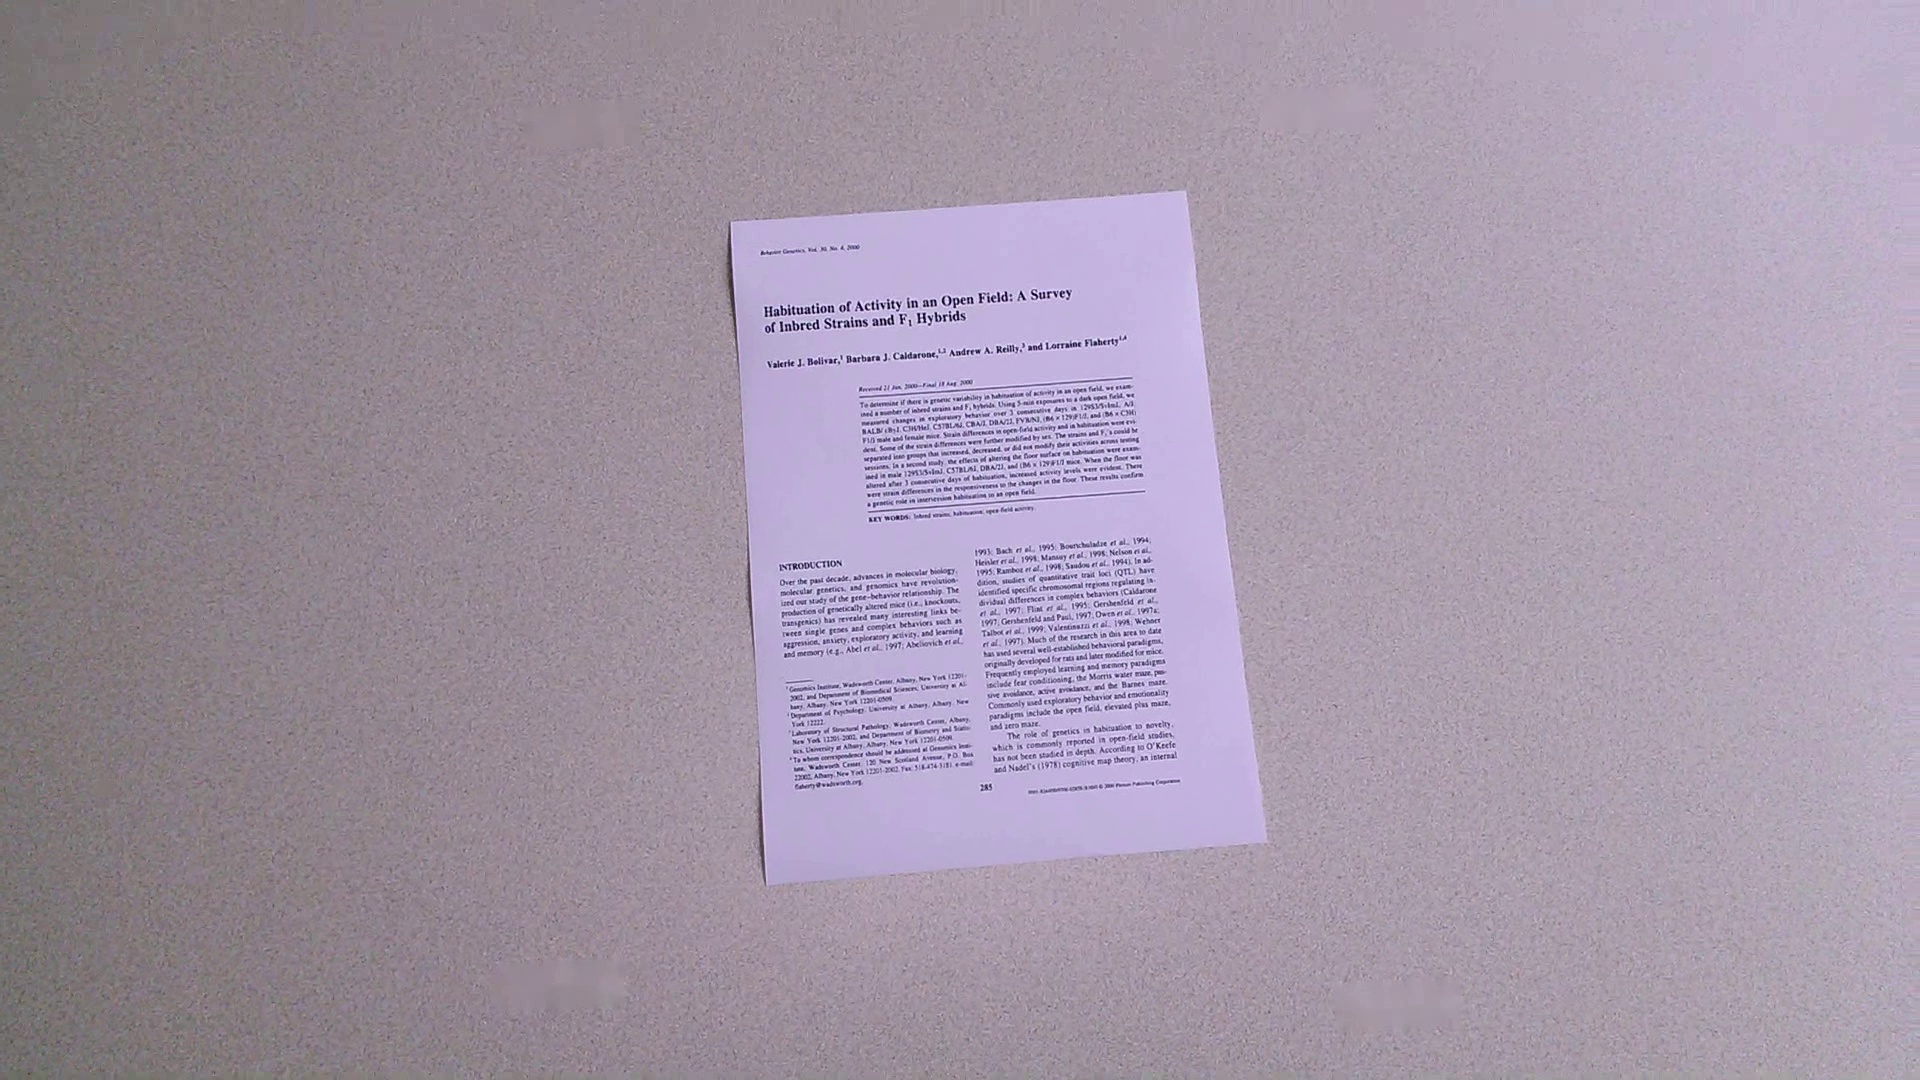 Behavior Genetics, Vol. 30, No. 4, 2000
Habituation of Activity in an Open Field: A Survey
of Inbred Strains and F1 Hybrids
Valerie J. Bolivar,1 Barbara J. Caldarone,1,2 Andrew A. Reilly,3 and Lorraine Flaherty1,4
Received 21 Jan. 2000—Final 18 Aug. 2000
To determine if there is genetic variability in habituation of activity in an open field, we exam-
ined a number of inbred strains and F1 hybrids. Using 5-min exposures to a dark open field, we
measured changes in exploratory behavior over 3 consecutive days in 129S3/SvImJ, A/J,
BALB/cByJ, C3H/HeJ, C57BL/6J, CBA/J, DBA/2J, FVB/NJ, (B6 × 129)F1/J, and (B6 × C3H)
F1/J male and female mice. Strain differences in open-field activity and in habituation were evi-
dent. Some of the strain differences were further modified by sex. The strains and F1's could be
separated into groups that increased, decreased, or did not modify their activities across testing
sessions. In a second study, the effects of altering the floor surface on habituation were exam-
ined in male 129S3/SvImJ, C57BL/6J, DBA/2J, and (B6 × 129)F1/J mice. When the floor was
altered after 3 consecutive days of habituation, increased activity levels were evident. There
were strain differences in the responsiveness to the changes in the floor. These results confirm
a genetic role in intersession habituation to an open field.
KEY WORDS: Inbred strains; habituation; open-field activity.
INTRODUCTION
Over the past decade, advances in molecular biology,
molecular genetics, and genomics have revolution-
ized our study of the gene–behavior relationship. The
production of genetically altered mice (i.e., knockouts,
transgenics) has revealed many interesting links be-
tween single genes and complex behaviors such as
aggression, anxiety, exploratory activity, and learning
and memory (e.g., Abel et al., 1997; Abeliovich et al.,
1 Genomics Institute, Wadsworth Center, Albany, New York 12201-
2002, and Department of Biomedical Sciences, University at Al-
bany, Albany, New York 12201-0509.
2 Department of Psychology, University at Albany, Albany, New
York 12222.
3 Laboratory of Structural Pathology, Wadsworth Center, Albany,
New York 12201-2002, and Department of Biometry and Statis-
tics, University at Albany, Albany, New York 12201-0509.
4 To whom correspondence should be addressed at Genomics Insti-
tute, Wadsworth Center, 120 New Scotland Avenue, P.O. Box
22002, Albany, New York 12201-2002. Fax: 518-474-3181. e-mail:
flaherty@wadsworth.org.
1993; Bach et al., 1995; Bourtchuladze et al., 1994;
Heisler et al., 1998; Mansuy et al., 1998; Nelson et al.,
1995; Ramboz et al., 1998; Saudou et al., 1994). In ad-
dition, studies of quantitative trait loci (QTL) have
identified specific chromosomal regions regulating in-
dividual differences in complex behaviors (Caldarone
et al., 1997; Flint et al., 1995; Gershenfeld et al.,
1997; Gershenfeld and Paul, 1997; Owen et al., 1997a;
Talbot et al., 1999; Valentinuzzi et al., 1998; Wehner
et al., 1997). Much of the research in this area to date
has used several well-established behavioral paradigms,
originally developed for rats and later modified for mice.
Frequently employed learning and memory paradigms
include fear conditioning, the Morris water maze, pas-
sive avoidance, active avoidance, and the Barnes maze.
Commonly used exploratory behavior and emotionality
paradigms include the open field, elevated plus maze,
and zero maze.
The role of genetics in habituation to novelty,
which is commonly reported in open-field studies,
has not been studied in depth. According to O'Keefe
and Nadel's (1978) cognitive map theory, an internal
285
© 2000 Plenum Publishing Corporation